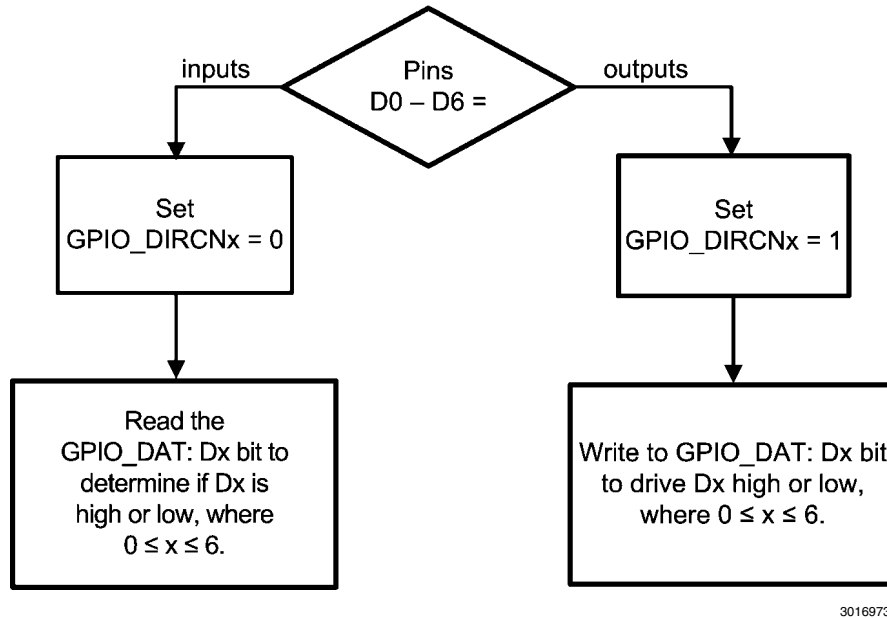 inputs
Pins
D0 – D6 =
outputs
Set
GPIO_DIRCNx = 0
Set
GPIO_DIRCNx = 1
Read the
GPIO_DAT: Dx bit to
determine if Dx is
high or low, where
0 ≤ x ≤ 6.
Write to GPIO_DAT: Dx bit
to drive Dx high or low,
where 0 ≤ x ≤ 6.
3016973